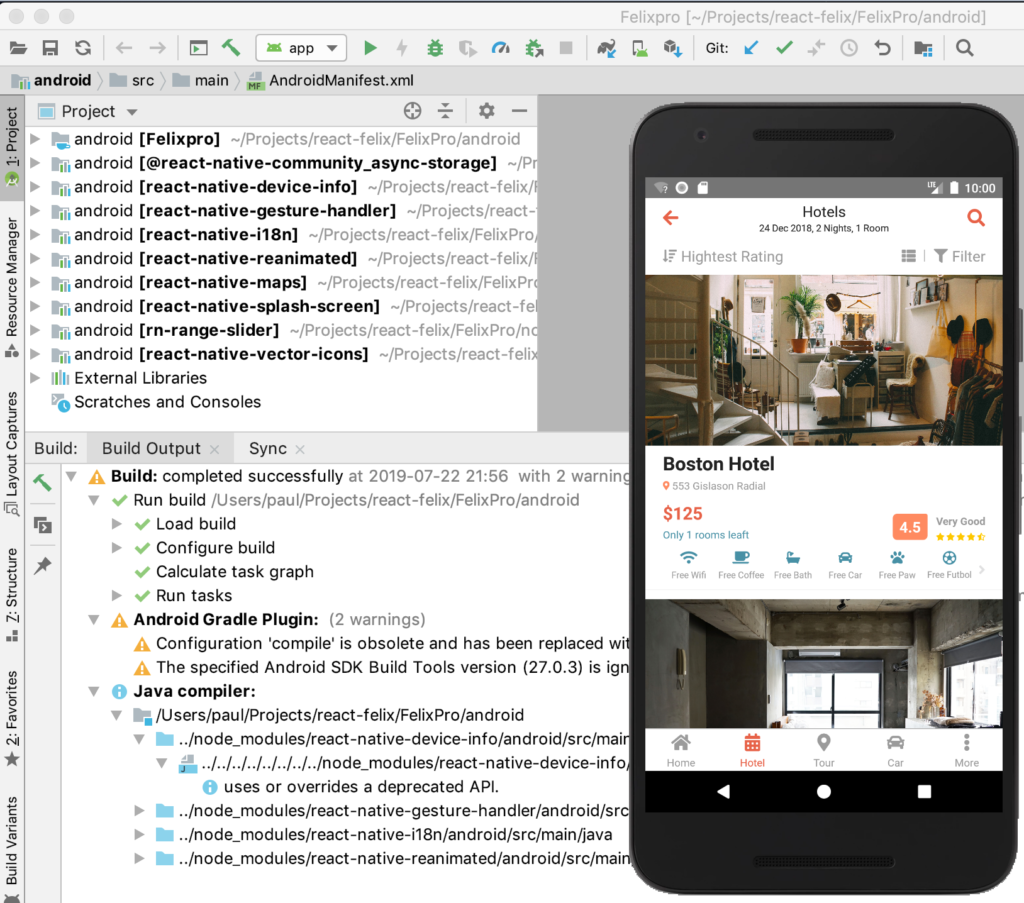 Felixpro [~/Projects/react-felix/FelixPro/android]
app
Git:
android
src
main
AndroidManifest.xml
1: Project
Resource Manager
Layout Captures
Z: Structure
2: Favorites
Build Variants
Project
android [Felixpro] ~/Projects/react-felix/FelixPro/android
android [@react-native-community_async-storage] ~/Pr
android [react-native-device-info] ~/Projects/react-felix/F
android [react-native-gesture-handler] ~/Projects/react-
android [react-native-i18n] ~/Projects/react-felix/FelixPro/
android [react-native-reanimated] ~/Projects/react-felix/F
android [react-native-maps] ~/Projects/react-felix/FelixPro
android [react-native-splash-screen] ~/Projects/react-fe
android [rn-range-slider] ~/Projects/react-felix/FelixPro/no
android [react-native-vector-icons] ~/Projects/react-felix
External Libraries
Scratches and Consoles
Build:
Build Output
Sync
Build: completed successfully at 2019-07-22 21:56 with 2 warning
Run build /Users/paul/Projects/react-felix/FelixPro/android
Load build
Configure build
Calculate task graph
Run tasks
Android Gradle Plugin: (2 warnings)
Configuration 'compile' is obsolete and has been replaced wit
The specified Android SDK Build Tools version (27.0.3) is ign
Java compiler:
/Users/paul/Projects/react-felix/FelixPro/android
../node_modules/react-native-device-info/android/src/main
../../../../../../../../node_modules/react-native-device-info/
uses or overrides a deprecated API.
../node_modules/react-native-gesture-handler/android/src
../node_modules/react-native-i18n/android/src/main/java
../node_modules/react-native-reanimated/android/src/main
LTE
10:00
Hotels
24 Dec 2018, 2 Nights, 1 Room
Hightest Rating
Filter
Boston Hotel
553 Gislason Radial
$125
Only 1 rooms left
4.5
Very Good
Free Wifi
Free Coffee
Free Bath
Free Car
Free Paw
Free Futbol
Home
Hotel
Tour
Car
More